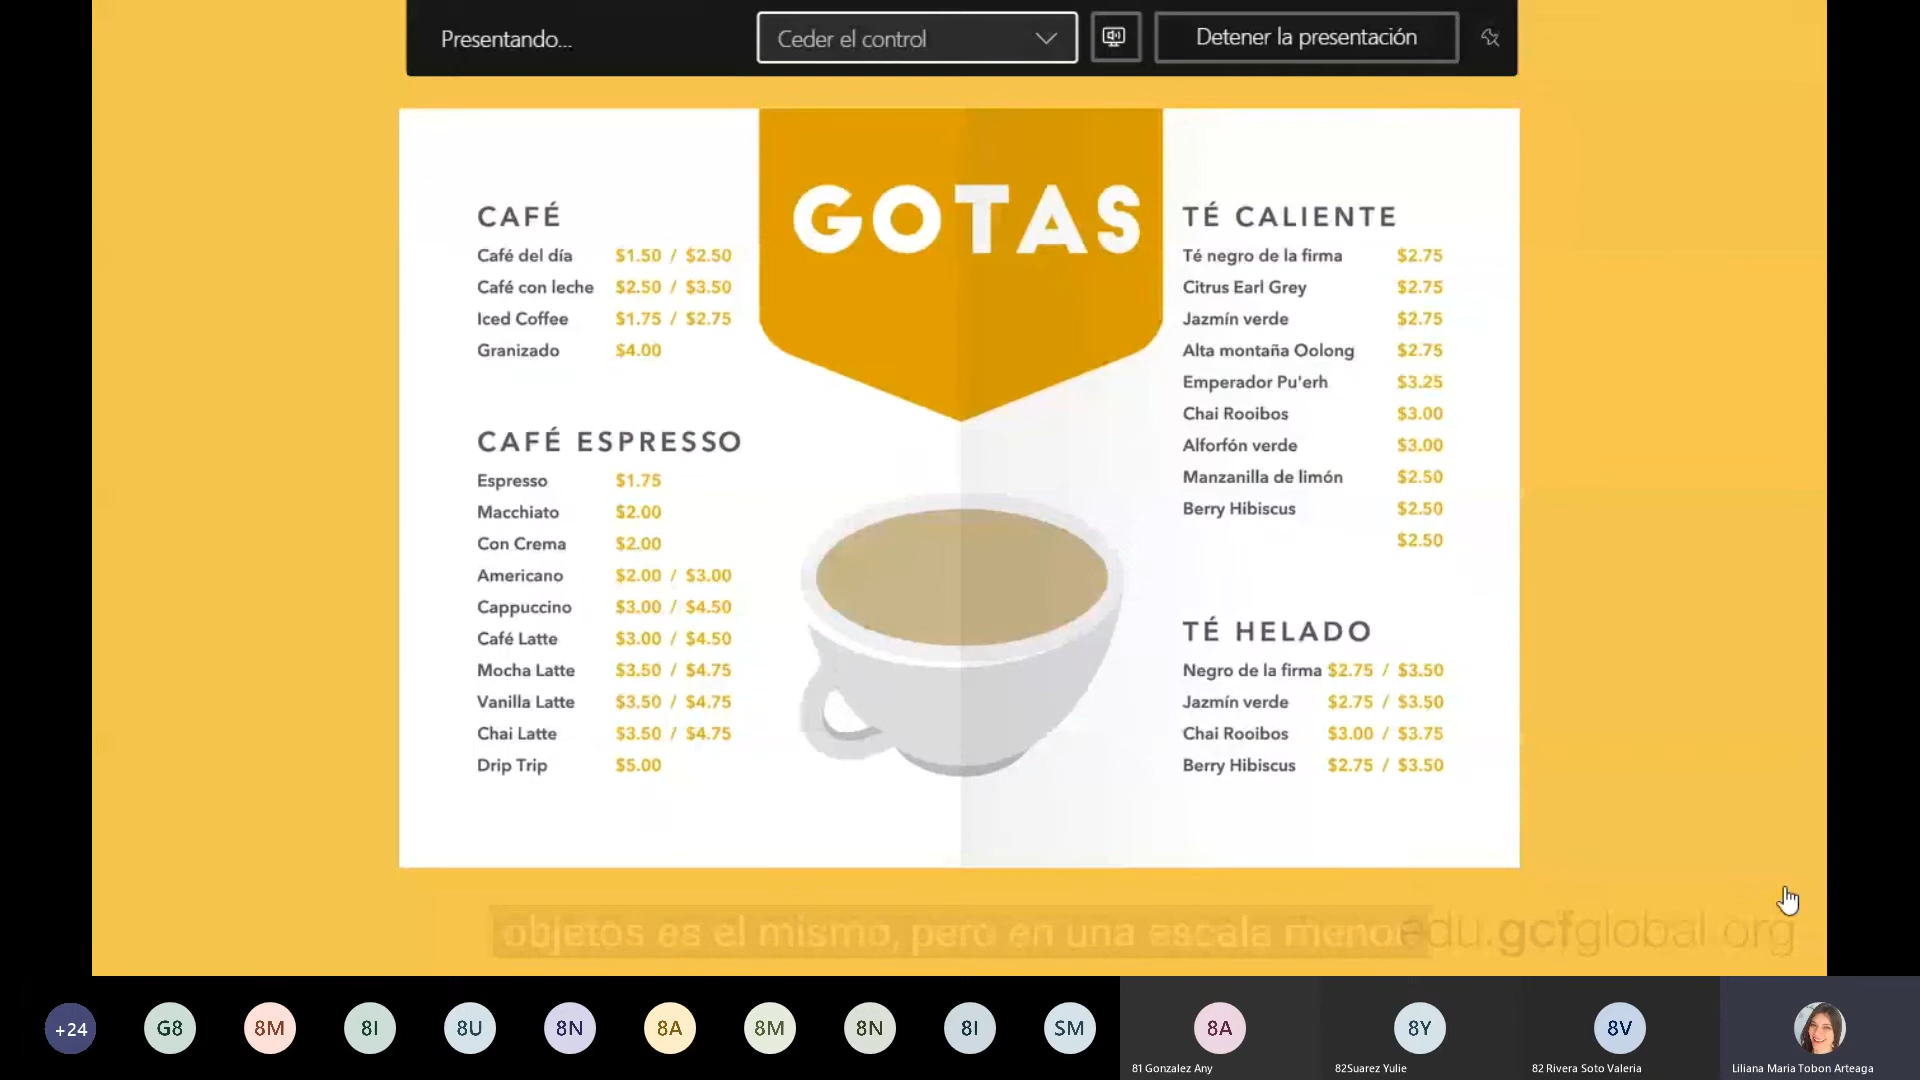 Presentando...
Ceder el control
Detener la presentación
GOTAS
CAFÉ
Café del día $1.50 / $2.50
Café con leche $2.50 / $3.50
Iced Coffee $1.75 / $2.75
Granizado $4.00
CAFÉ ESPRESSO
Espresso $1.75
Macchiato $2.00
Con Crema $2.00
Americano $2.00 / $3.00
Cappuccino $3.00 / $4.50
Café Latte $3.00 / $4.50
Mocha Latte $3.50 / $4.75
Vanilla Latte $3.50 / $4.75
Chai Latte $3.50 / $4.75
Drip Trip $5.00
TÉ CALIENTE
Té negro de la firma $2.75
Citrus Earl Grey $2.75
Jazmín verde $2.75
Alta montaña Oolong $2.75
Emperador Pu'erh $3.25
Chai Rooibos $3.00
Alforfón verde $3.00
Manzanilla de limón $2.50
Berry Hibiscus $2.50
$2.50
TÉ HELADO
Negro de la firma $2.75 / $3.50
Jazmín verde $2.75 / $3.50
Chai Rooibos $3.00 / $3.75
Berry Hibiscus $2.75 / $3.50
objetos es el mismo, pero en una escala menor
edu.gcfglobal.org
+24
G8
8M
8I
8U
8N
8A
8M
8N
8I
SM
8A
8Y
8V
81 Gonzalez Any
82Suarez Yulie
82 Rivera Soto Valeria
Liliana Maria Tobon Arteaga